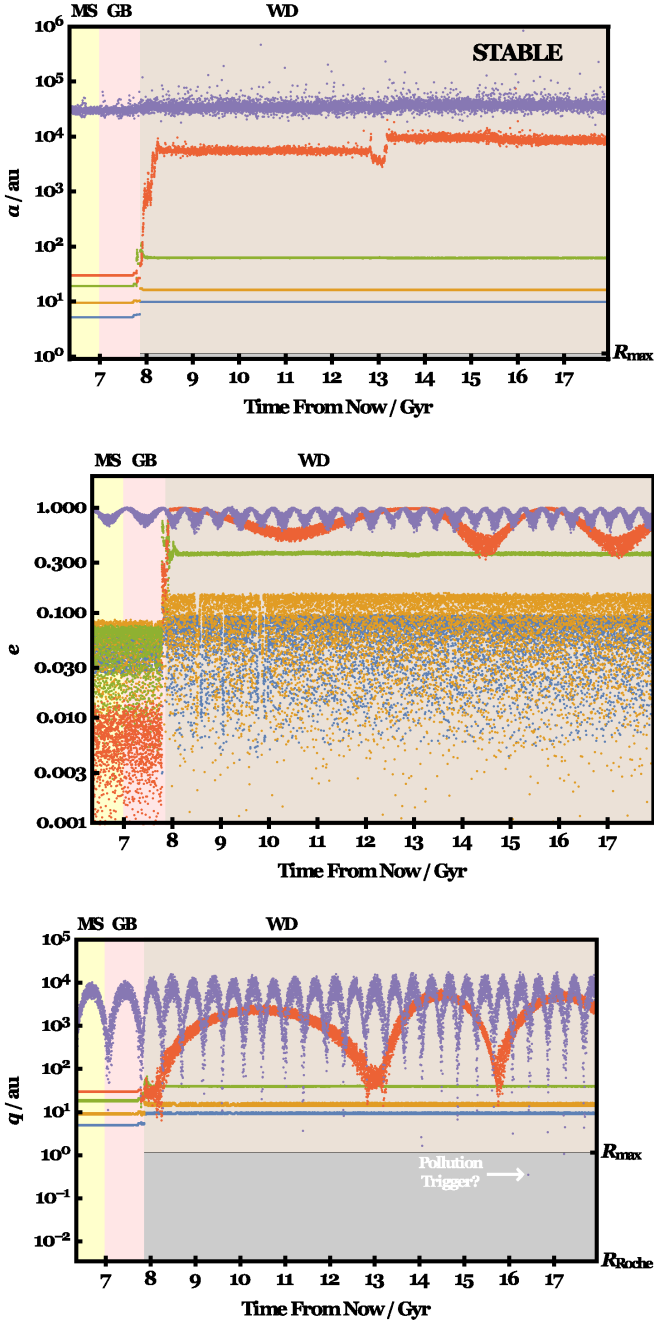 MS GB WD
10⁶
STABLE
10⁵
10⁴
10³
10²
10¹
10⁰
a / au
R_max
7 8 9 10 11 12 13 14 15 16 17
Time From Now / Gyr
MS GB WD
1.000
0.300
0.100
0.030
0.010
0.003
0.001
e
7 8 9 10 11 12 13 14 15 16 17
Time From Now / Gyr
MS GB WD
10⁵
10⁴
10³
10²
10¹
10⁰
10⁻¹
10⁻²
q / au
R_max
Pollution
Trigger?
R_Roche
7 8 9 10 11 12 13 14 15 16 17
Time From Now / Gyr